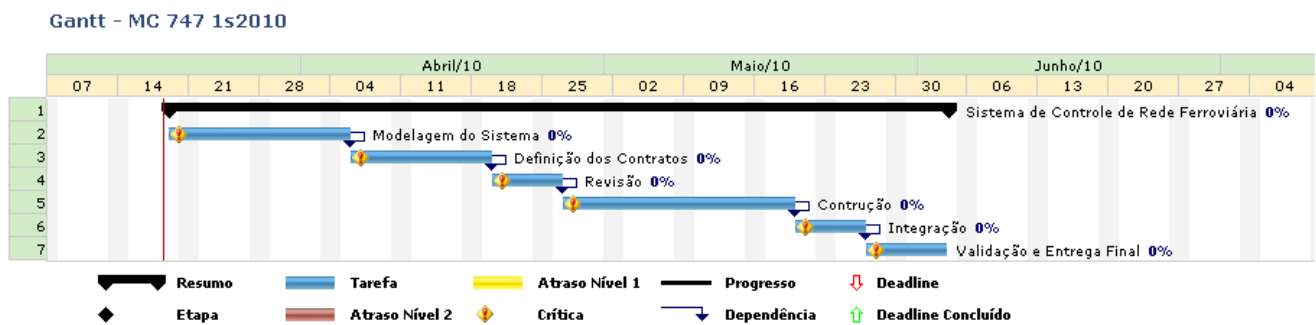 Gantt - MC 747 1s2010
Abril/10 Maio/10 Junho/10
07 14 21 28 04 11 18 25 02 09 16 23 30 06 13 20 27 04
1 Sistema de Controle de Rede Ferroviária 0%
2 Modelagem do Sistema 0%
3 Definição dos Contratos 0%
4 Revisão 0%
5 Contrução 0%
6 Integração 0%
7 Validação e Entrega Final 0%
Resumo Tarefa Atraso Nível 1 Progresso Deadline
Etapa Atraso Nível 2 Crítica Dependência Deadline Concluído